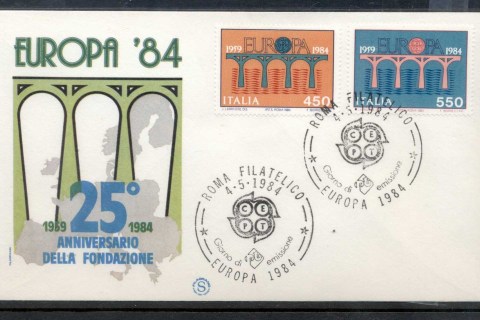 EUROPA '84
1959 25° 1984
ANNIVERSARIO
DELLA FONDAZIONE
S
1959 EUROPA 1984
ITALIA 450
1959 EUROPA 1984
ITALIA 550
ROMA FILATELICO
4-5-1984
CEPT
Giorno di emissione
EUROPA 1984
ROMA FILATELICO
4-5-1984
CEPT
Giorno di emissione
EUROPA 1984